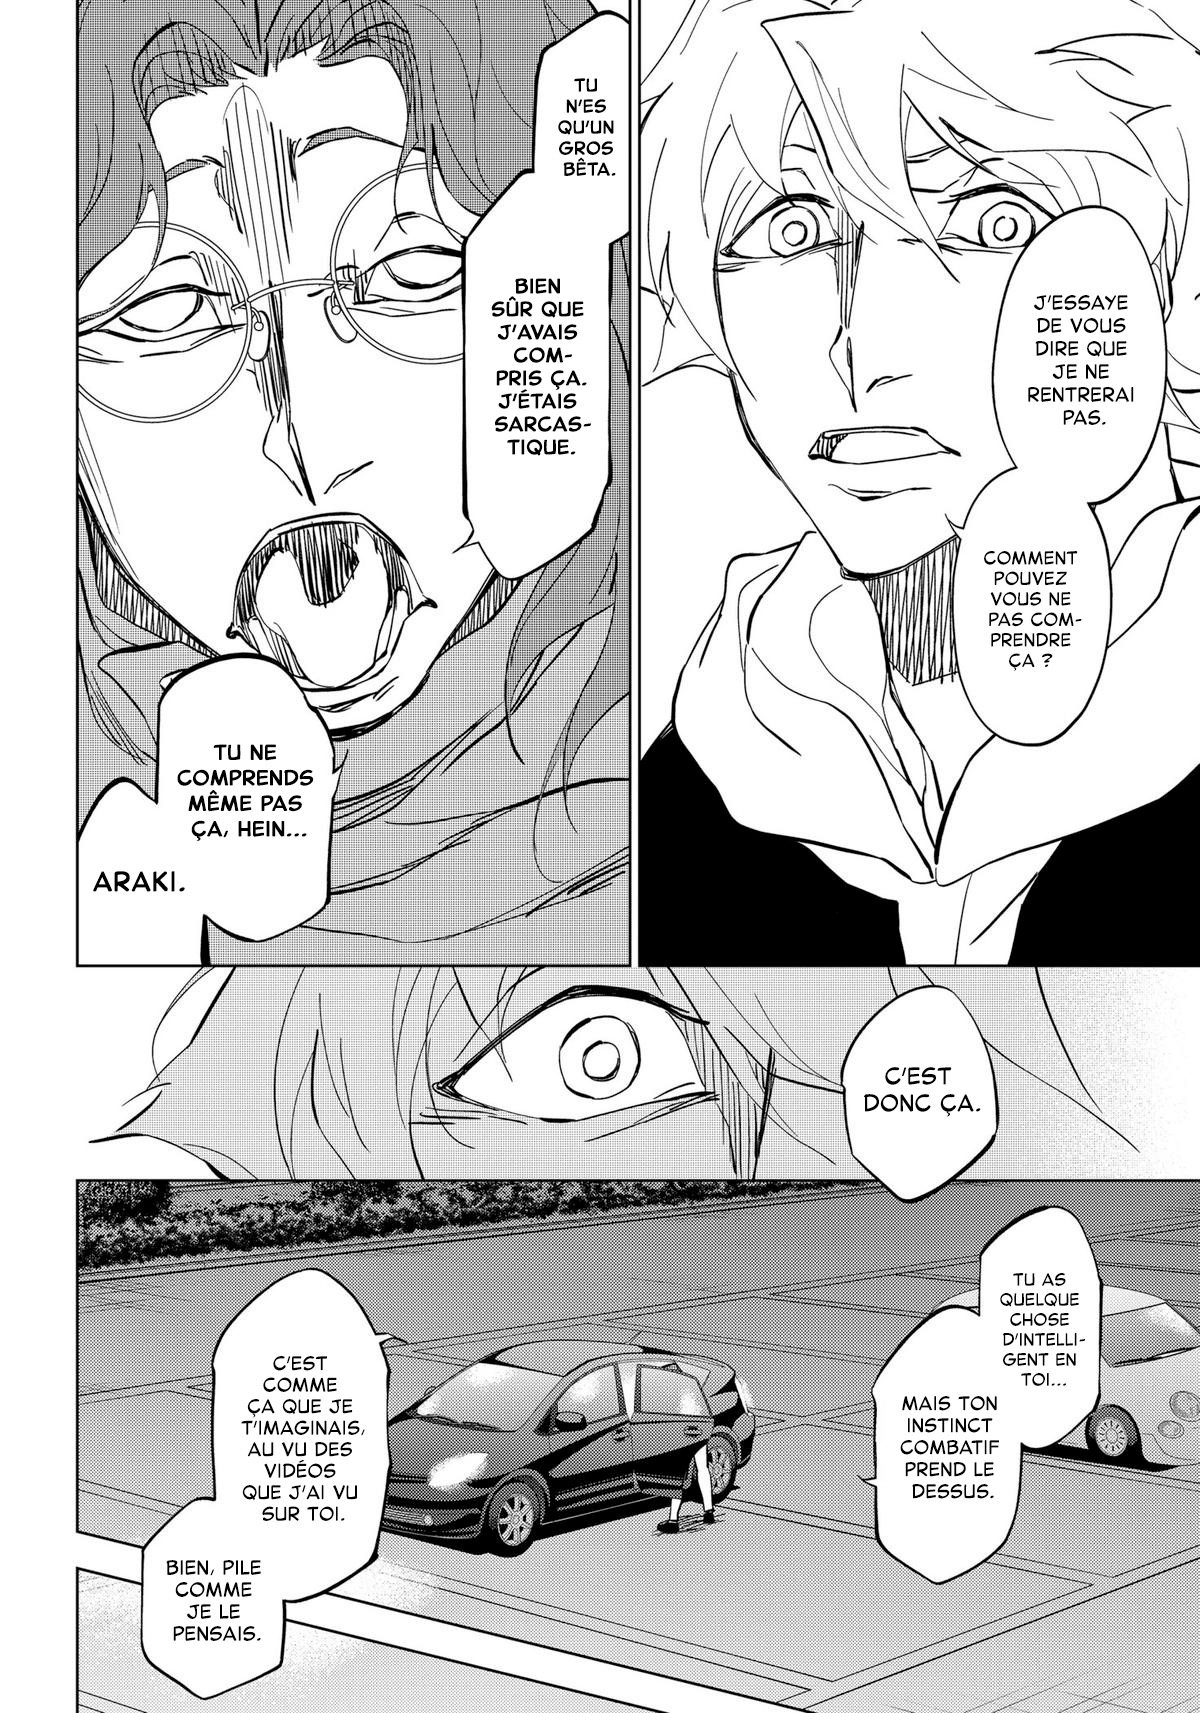 J'ESSAYE
DE VOUS
DIRE QUE
JE NE
RENTRERAI
PAS.
COMMENT
POUVEZ
VOUS NE
PAS COM-
PRENDRE
ÇA ?
TU
N'ES
QU'UN
GROS
BÊTA.
BIEN
SÛR QUE
J'AVAIS
COM-
PRIS ÇA.
J'ÉTAIS
SARCAS-
TIQUE.
TU NE
COMPRENDS
MÊME PAS
ÇA, HEIN...
ARAKI.
C'EST
DONC ÇA.
TU AS
QUELQUE
CHOSE
D'INTELLI-
GENT EN
TOI...
MAIS TON
INSTINCT
COMBATIF
PREND LE
DESSUS.
C'EST
COMME
ÇA QUE JE
T'IMAGINAIS,
AU VU DES
VIDÉOS
QUE J'AI VU
SUR TOI.
BIEN, PILE
COMME
JE LE
PENSAIS.